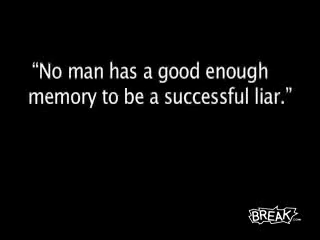 “No man has a good enough
memory to be a successful liar.”
BREAK.COM